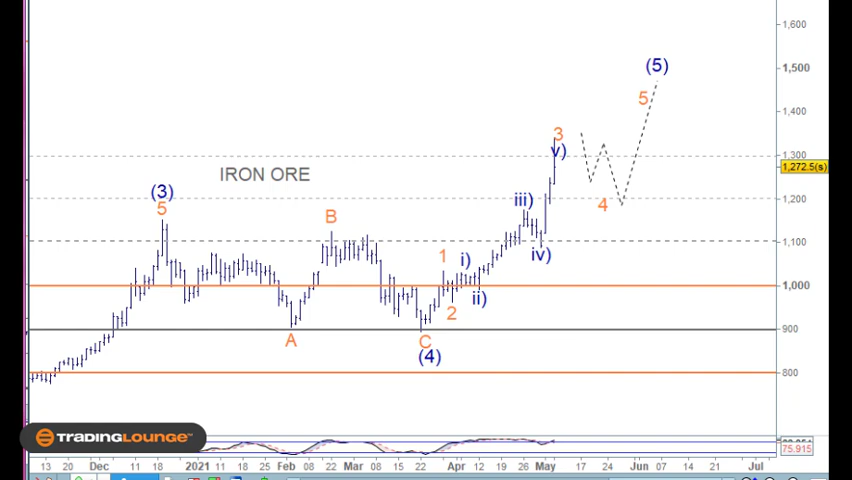 1,600
(5)
1,500
5
1,400
3
v)
1,300
IRON ORE
1,272.5(s)
(3)
iii)
1,200
5
4
B
1,100
1
i)
iv)
1,000
ii)
2
900
A
C
(4)
800
TRADINGLOUNGE™
75.915
13 20 Dec 11 18 2021 11 18 25 Feb 08 22 Mar 08 15 22 Apr 12 19 26 May 17 24 Jun 07 14 21 Jul